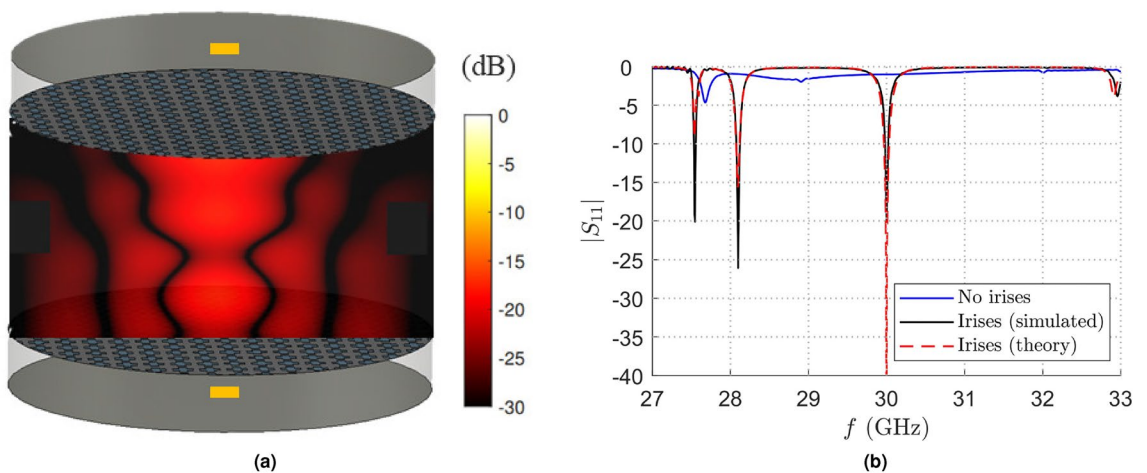 (dB)
0
-5
-10
-15
-20
-25
-30
(a)
0
-5
-10
-15
-20
-25
-30
-35
-40
|S₁₁|
No irises
Irises (simulated)
Irises (theory)
27 28 29 30 31 32 33
f (GHz)
(b)